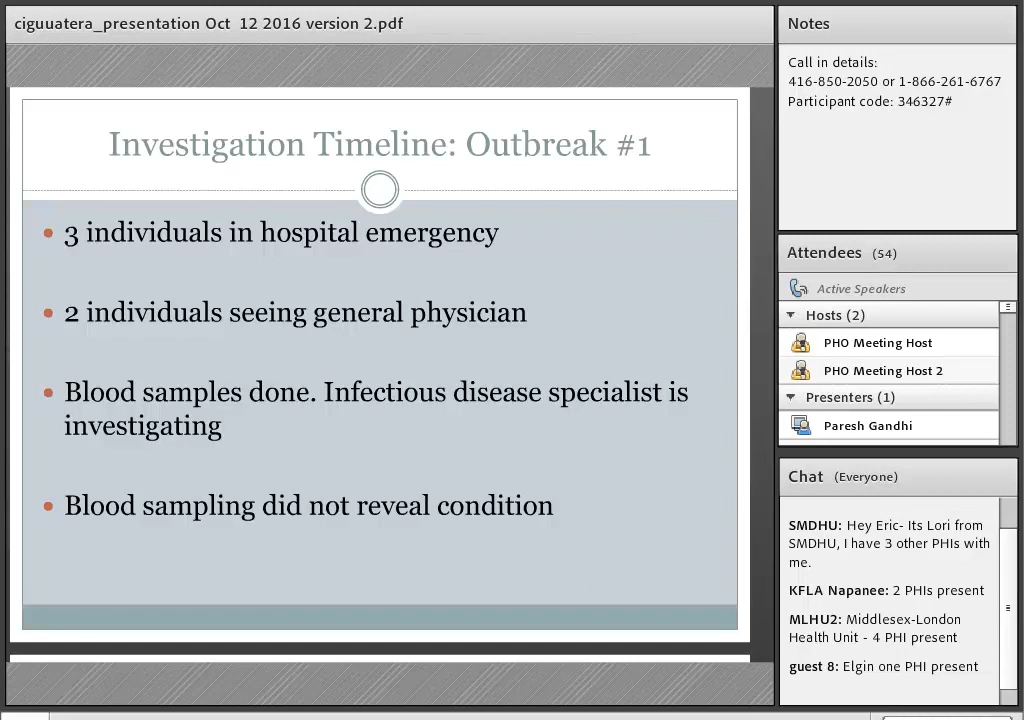 ciguuatera_presentation Oct 12 2016 version 2.pdf
Investigation Timeline: Outbreak #1
• 3 individuals in hospital emergency
• 2 individuals seeing general physician
• Blood samples done. Infectious disease specialist is
investigating
• Blood sampling did not reveal condition
Notes
Call in details:
416-850-2050 or 1-866-261-6767
Participant code: 346327#
Attendees (54)
Active Speakers
Hosts (2)
PHO Meeting Host
PHO Meeting Host 2
Presenters (1)
Paresh Gandhi
Chat (Everyone)
SMDHU: Hey Eric- Its Lori from
SMDHU, I have 3 other PHIs with
me.
KFLA Napanee: 2 PHIs present
MLHU2: Middlesex-London
Health Unit - 4 PHI present
guest 8: Elgin one PHI present